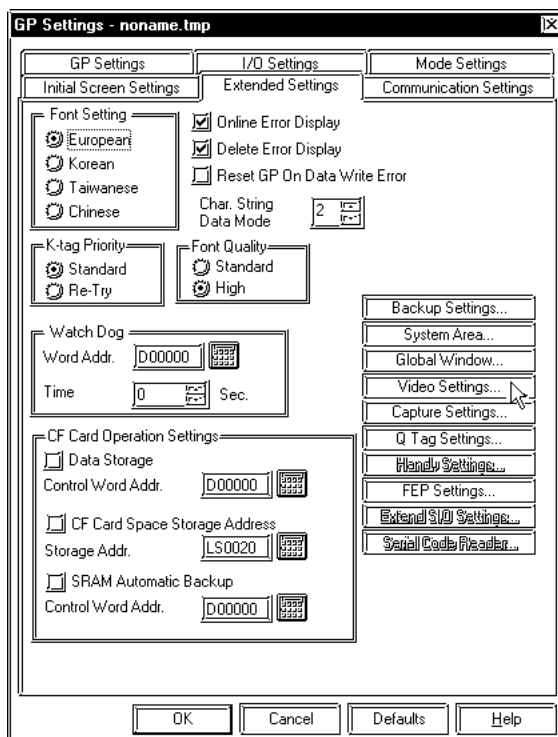 GP Settings - noname.tmp
GP Settings
I/O Settings
Mode Settings
Initial Screen Settings
Extended Settings
Communication Settings
Font Setting
European
Korean
Taiwanese
Chinese
Online Error Display
Delete Error Display
Reset GP On Data Write Error
Char. String
Data Mode
2
K-tag Priority
Standard
Re-Try
Font Quality
Standard
High
Watch Dog
Word Addr.
D00000
Time
0
Sec.
CF Card Operation Settings
Data Storage
Control Word Addr.
D00000
CF Card Space Storage Address
Storage Addr.
LS0020
SRAM Automatic Backup
Control Word Addr.
D00000
Backup Settings...
System Area...
Global Window...
Video Settings...
Capture Settings...
Q Tag Settings...
Handy Settings...
FEP Settings...
Extend SIO Settings...
Serial Code Reader...
OK
Cancel
Defaults
Help